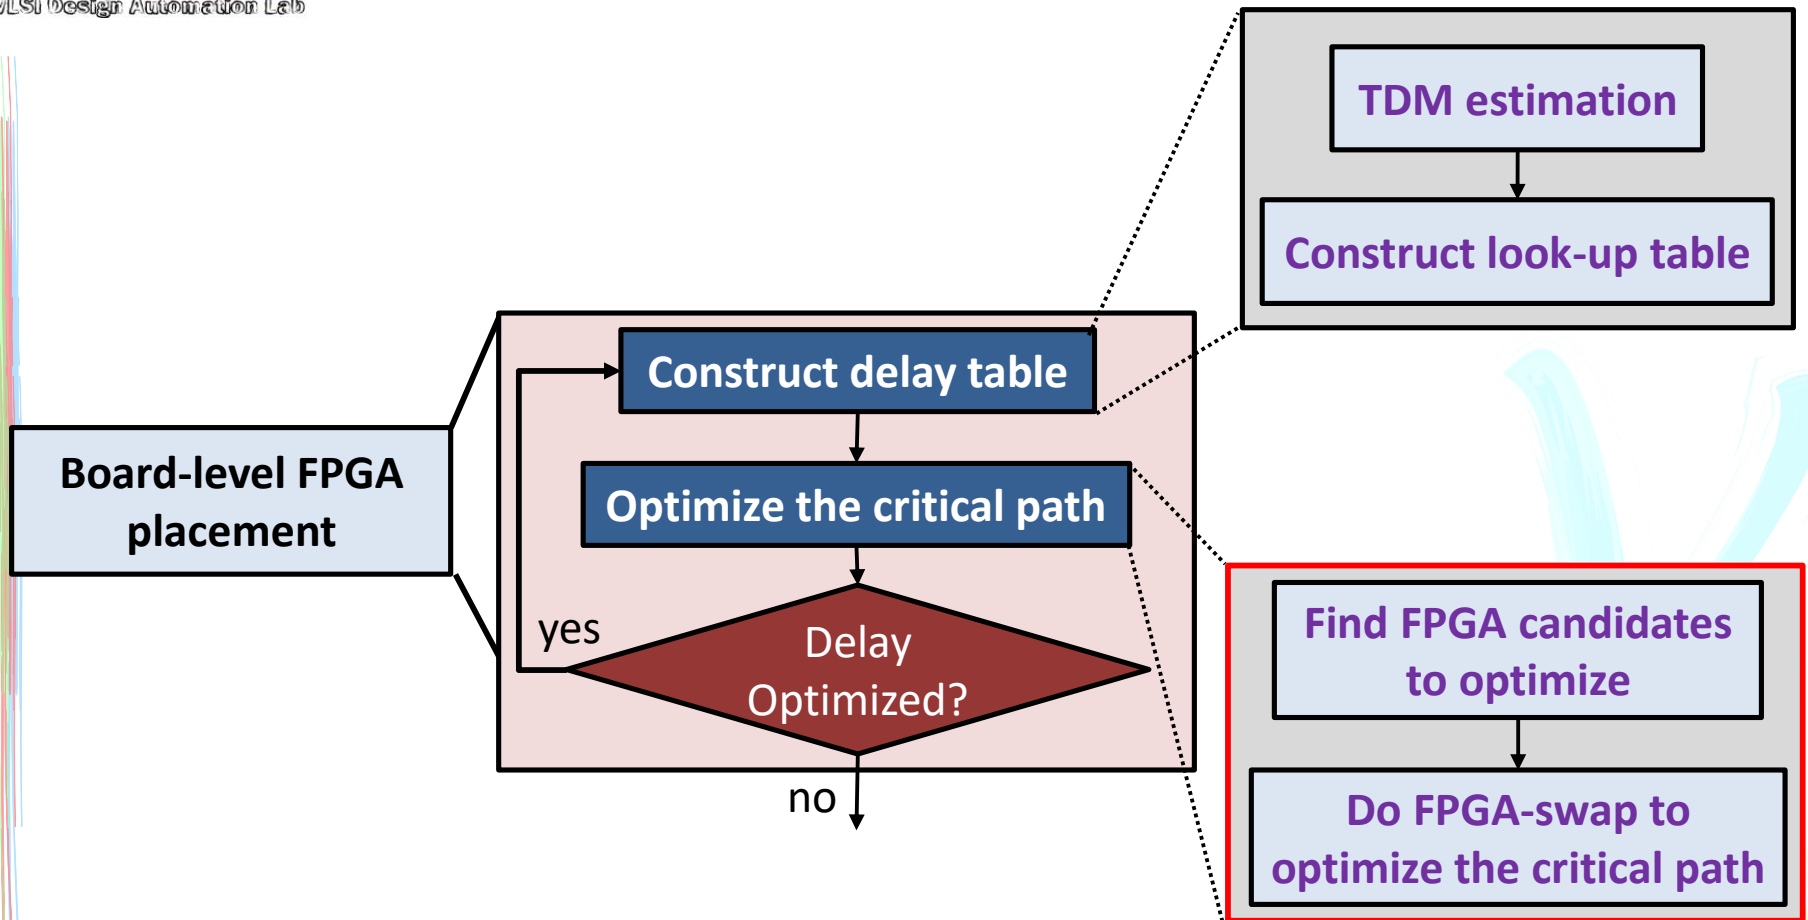 VLSI Design Automation Lab
TDM estimation
Construct look-up table
Construct delay table
Optimize the critical path
Delay
Optimized?
yes
no
Board-level FPGA
placement
Find FPGA candidates
to optimize
Do FPGA-swap to
optimize the critical path